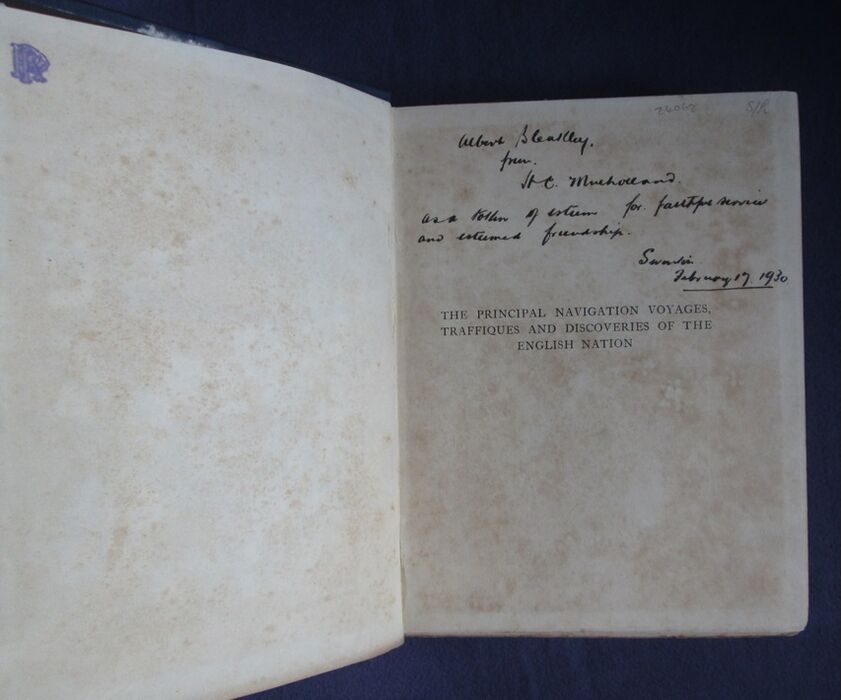 24062 S/R
Albert Bleakley,
from.
H C. Mulholland.
as a token of esteem for. faithful service
and esteemed friendship.
February 17. 1930
THE PRINCIPAL NAVIGATION VOYAGES,
TRAFFIQUES AND DISCOVERIES OF THE
ENGLISH NATION